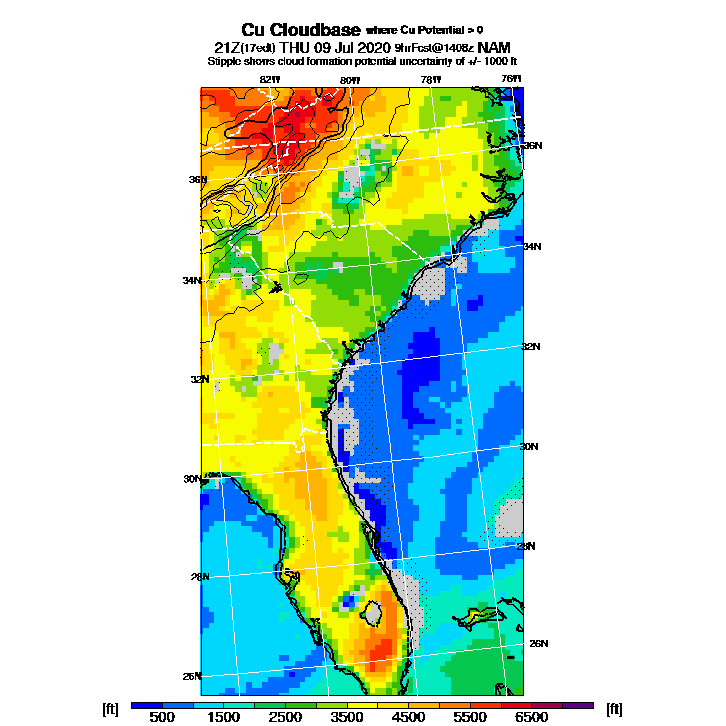 Cu Cloudbase where Cu Potential > 0
21Z(17edt) THU 09 Jul 2020 9hrFcst@1408z NAM
Stipple shows cloud formation potential uncertainty of +/- 1000 ft
82W 80W 78W 76W
36N
36N
34N
34N
32N
32N
30N
30N
28N
28N
26N
26N
[ft] 500 1500 2500 3500 4500 5500 6500 [ft]